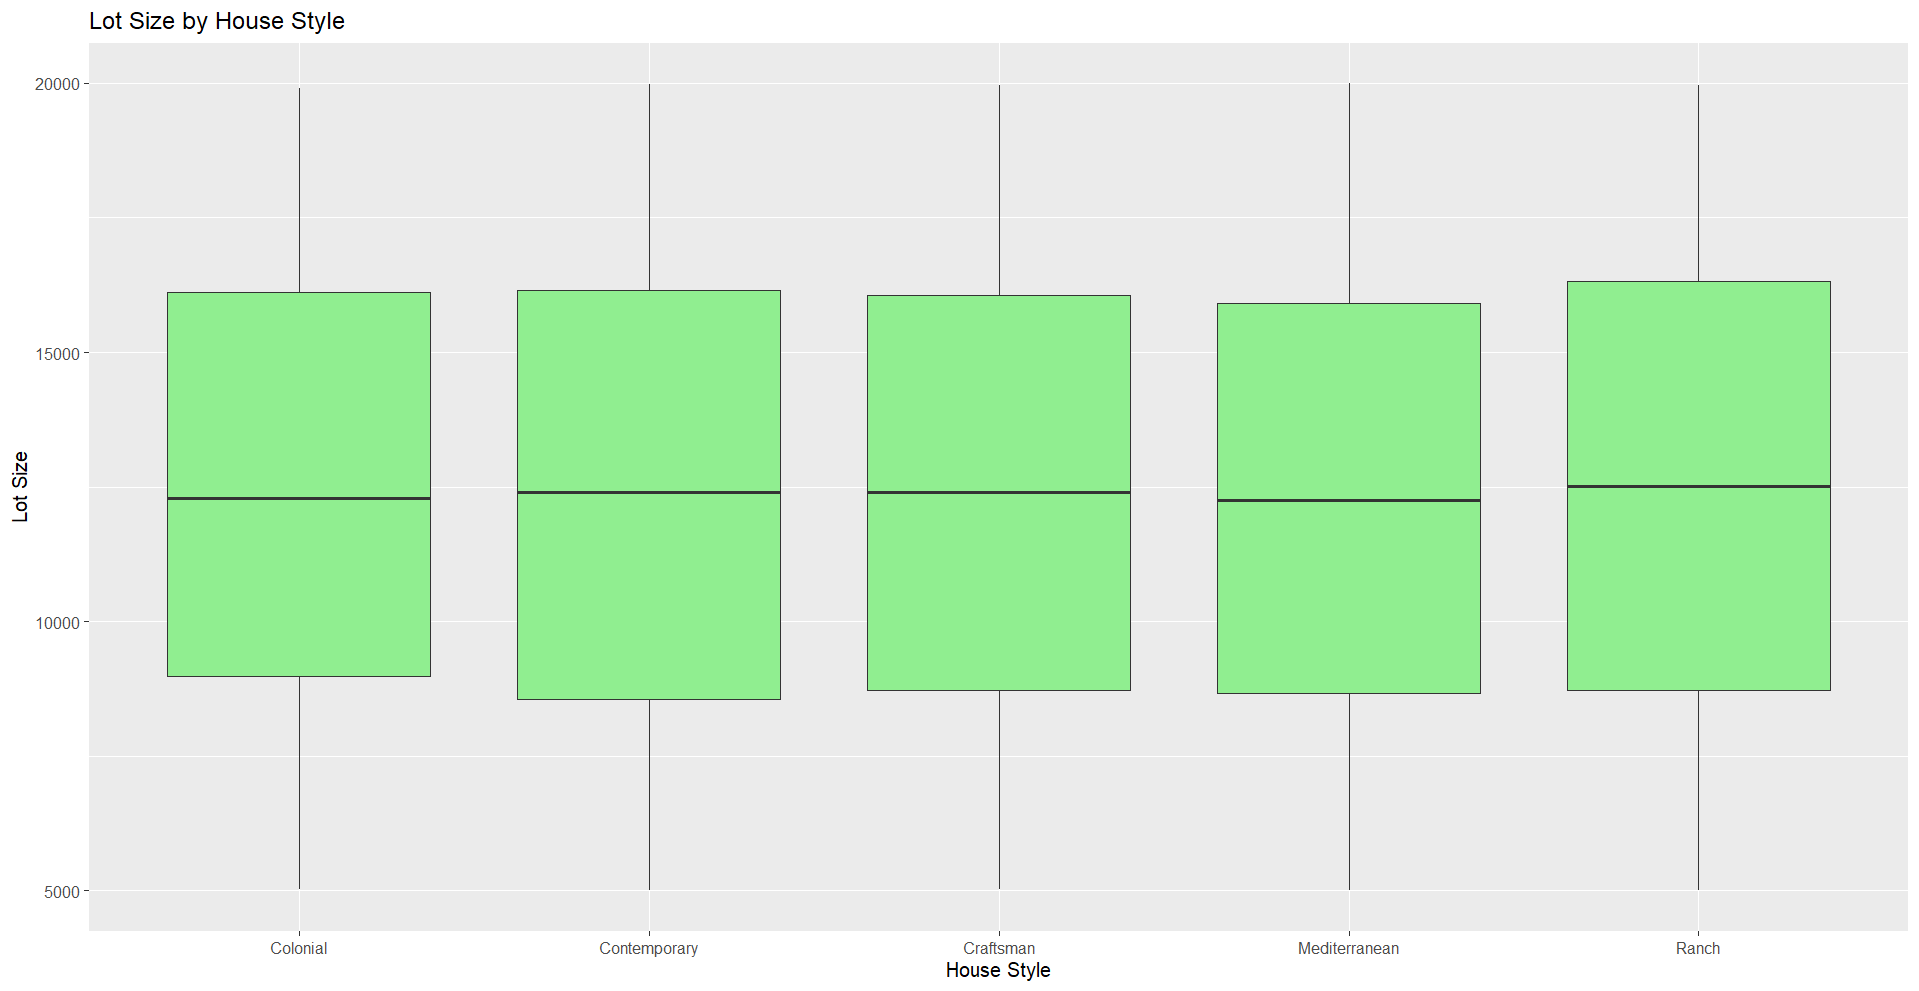 Lot Size by House Style
20000
15000
10000
5000
Lot Size
Colonial
Contemporary
Craftsman
Mediterranean
Ranch
House Style